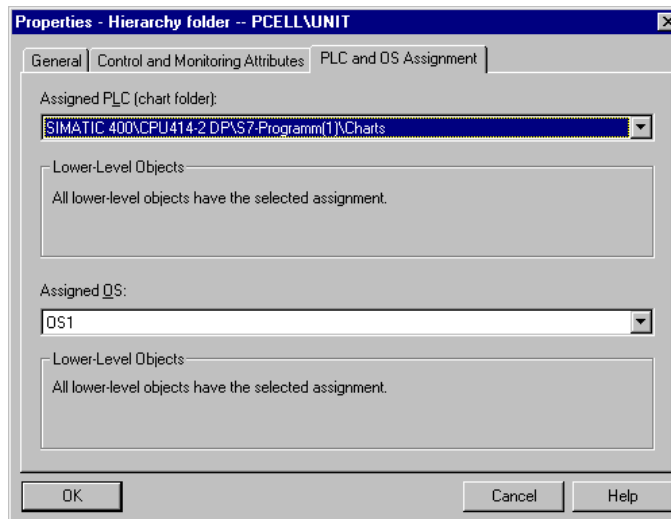 Properties - Hierarchy folder -- PCELL\UNIT
General
Control and Monitoring Attributes
PLC and OS Assignment
Assigned PLC (chart folder):
SIMATIC 400\CPU414-2 DP\S7-Programm(1)\Charts
Lower-Level Objects
All lower-level objects have the selected assignment.
Assigned OS:
OS1
Lower-Level Objects
All lower-level objects have the selected assignment.
OK
Cancel
Help